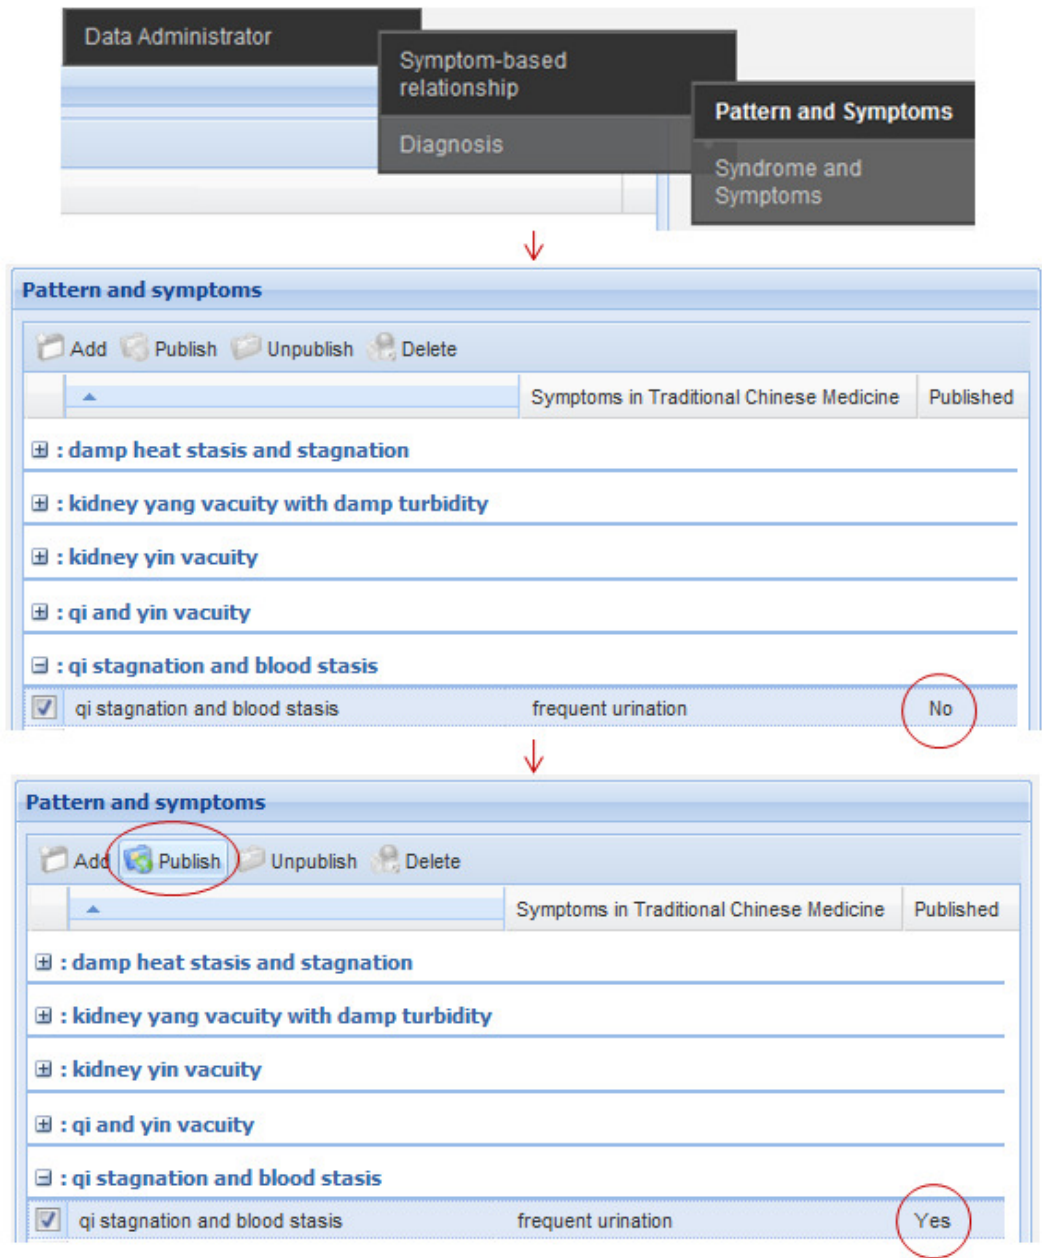 Data Administrator
Symptom-based
relationship
Diagnosis
Pattern and Symptoms
Syndrome and
Symptoms
Pattern and symptoms
Add Publish Unpublish Delete
Symptoms in Traditional Chinese Medicine Published
: damp heat stasis and stagnation
: kidney yang vacuity with damp turbidity
: kidney yin vacuity
: qi and yin vacuity
: qi stagnation and blood stasis
qi stagnation and blood stasis frequent urination No
Pattern and symptoms
Add Publish Unpublish Delete
Symptoms in Traditional Chinese Medicine Published
: damp heat stasis and stagnation
: kidney yang vacuity with damp turbidity
: kidney yin vacuity
: qi and yin vacuity
: qi stagnation and blood stasis
qi stagnation and blood stasis frequent urination Yes